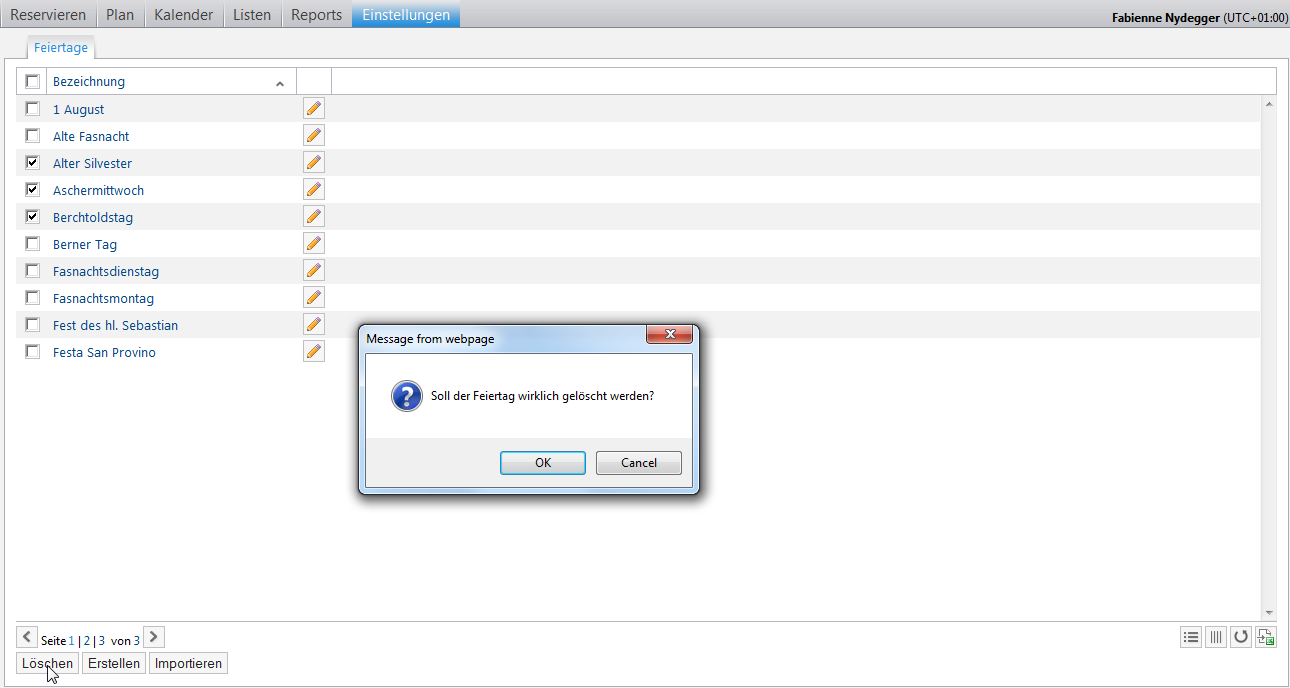 Reservieren Plan Kalender Listen Reports Einstellungen Fabienne Nydegger (UTC+01:00)
Feiertage
Bezeichnung
1 August
Alte Fasnacht
Alter Silvester
Aschermittwoch
Berchtoldstag
Berner Tag
Fasnachtsdienstag
Fasnachtsmontag
Fest des hl. Sebastian
Festa San Provino
Message from webpage
Soll der Feiertag wirklich gelöscht werden?
OK Cancel
Seite 1 | 2 | 3 von 3
Löschen Erstellen Importieren